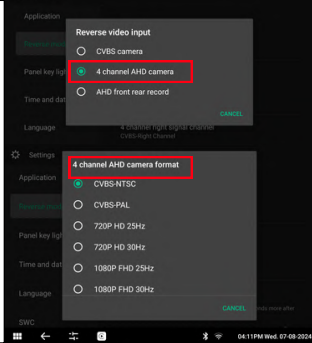 Application
Reverse video input
CVBS camera
4 channel AHD camera
Panel key ligh
AHD front rear record
Time and dat
CANCEL
Language
4 channel right signal channel
CVBS-Right Channel
Settings
4 channel AHD camera format
Application
CVBS-NTSC
CVBS-PAL
720P HD 25Hz
Panel key ligh
720P HD 30Hz
Time and dat
1080P FHD 25Hz
Language
1080P FHD 30Hz
CANCEL
SWC
04:11PM Wed. 07-08-2024